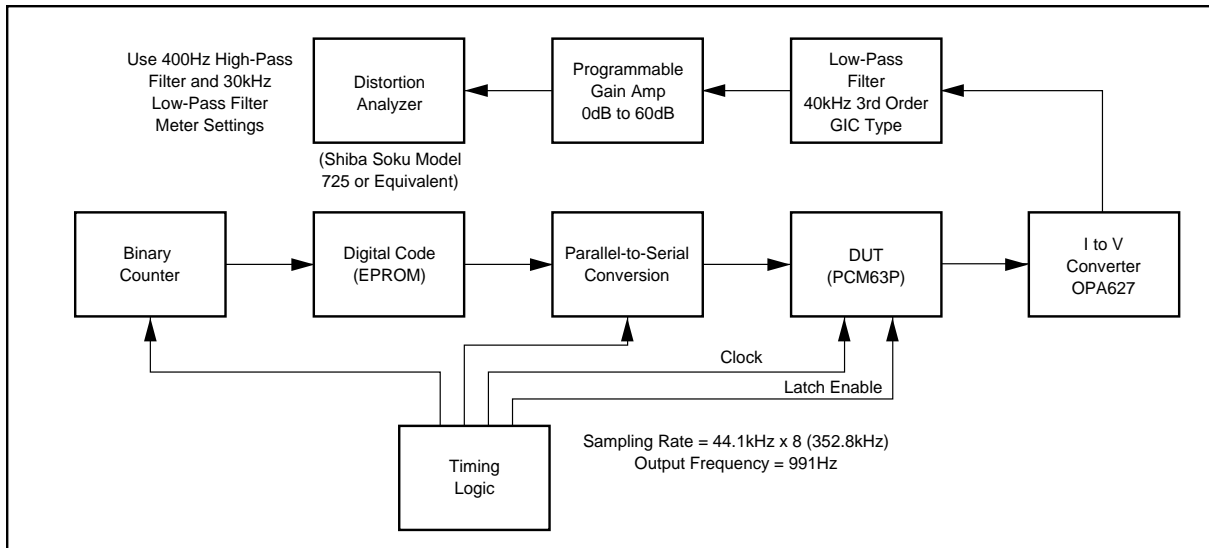 Use 400Hz High-Pass
Filter and 30kHz
Low-Pass Filter
Meter Settings
Distortion
Analyzer
(Shiba Soku Model
725 or Equivalent)
Programmable
Gain Amp
0dB to 60dB
Low-Pass
Filter
40kHz 3rd Order
GIC Type
Binary
Counter
Digital Code
(EPROM)
Parallel-to-Serial
Conversion
DUT
(PCM63P)
I to V
Converter
OPA627
Clock
Latch Enable
Timing
Logic
Sampling Rate = 44.1kHz x 8 (352.8kHz)
Output Frequency = 991Hz